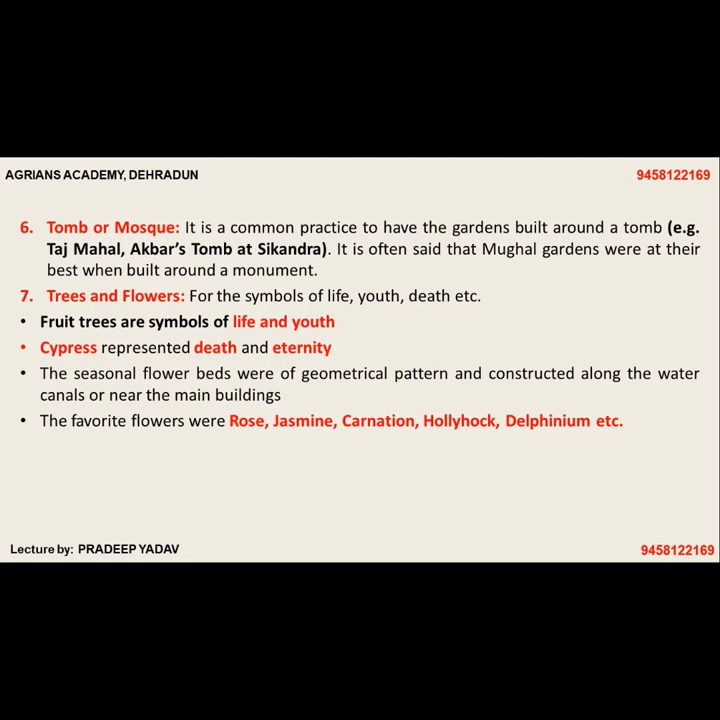 AGRIANS ACADEMY, DEHRADUN 9458122169
6. Tomb or Mosque: It is a common practice to have the gardens built around a tomb (e.g.
Taj Mahal, Akbar's Tomb at Sikandra). It is often said that Mughal gardens were at their
best when built around a monument.
7. Trees and Flowers: For the symbols of life, youth, death etc.
• Fruit trees are symbols of life and youth
• Cypress represented death and eternity
• The seasonal flower beds were of geometrical pattern and constructed along the water
canals or near the main buildings
• The favorite flowers were Rose, Jasmine, Carnation, Hollyhock, Delphinium etc.
Lecture by: PRADEEP YADAV 9458122169